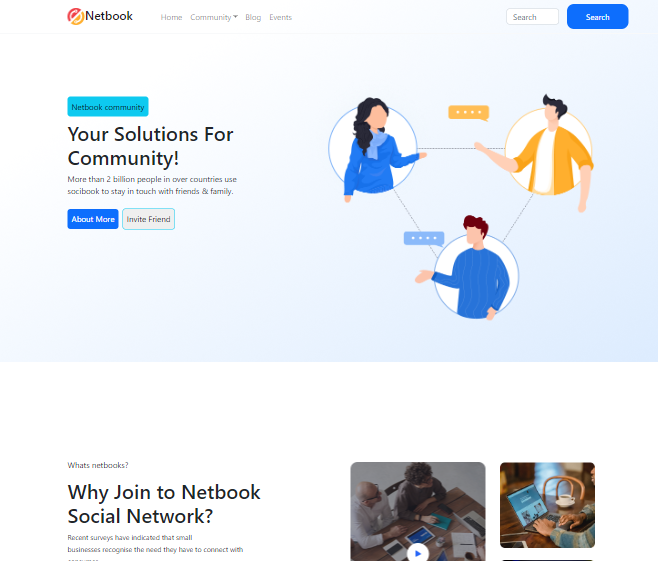 Netbook
Home Community Blog Events
Search
Search
Netbook community
Your Solutions For
Community!
More than 2 billion people in over countries use
socibook to stay in touch with friends & family.
About More
Invite Friend
Whats netbooks?
Why Join to Netbook
Social Network?
Recent surveys have indicated that small
businesses recognise the need they have to connect with